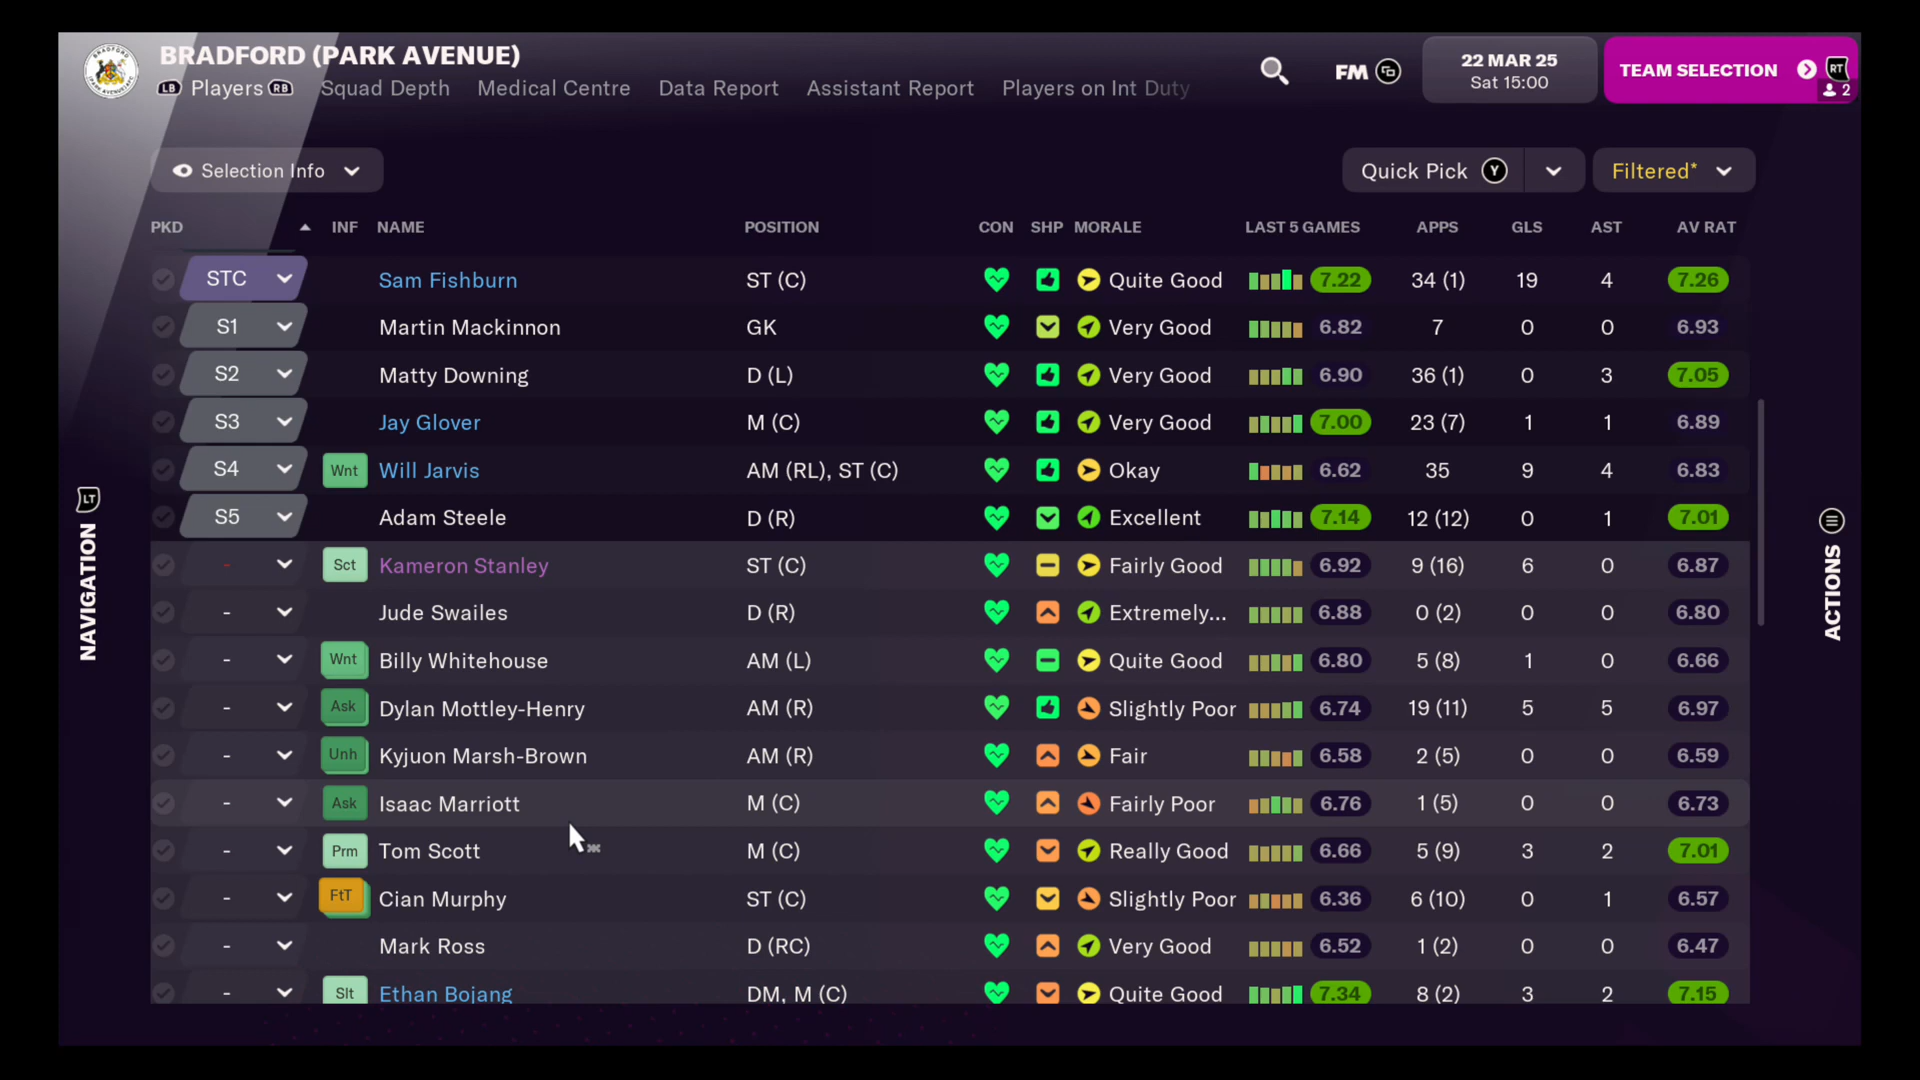 BRADFORD (PARK AVENUE)
LB Players RB Squad Depth Medical Centre Data Report Assistant Report Players on Int Duty
FM
22 MAR 25
Sat 15:00
TEAM SELECTION RT
2
Selection Info
Quick Pick Y
Filtered*
PKD INF NAME POSITION CON SHP MORALE LAST 5 GAMES APPS GLS AST AV RAT
STC Sam Fishburn ST (C) Quite Good 7.22 34 (1) 19 4 7.26
S1 Martin Mackinnon GK Very Good 6.82 7 0 0 6.93
S2 Matty Downing D (L) Very Good 6.90 36 (1) 0 3 7.05
S3 Jay Glover M (C) Very Good 7.00 23 (7) 1 1 6.89
S4 Wnt Will Jarvis AM (RL), ST (C) Okay 6.62 35 9 4 6.83
S5 Adam Steele D (R) Excellent 7.14 12 (12) 0 1 7.01
- Sct Kameron Stanley ST (C) Fairly Good 6.92 9 (16) 6 0 6.87
- Jude Swailes D (R) Extremely... 6.88 0 (2) 0 0 6.80
- Wnt Billy Whitehouse AM (L) Quite Good 6.80 5 (8) 1 0 6.66
- Ask Dylan Mottley-Henry AM (R) Slightly Poor 6.74 19 (11) 5 5 6.97
- Unh Kyjuon Marsh-Brown AM (R) Fair 6.58 2 (5) 0 0 6.59
- Ask Isaac Marriott M (C) Fairly Poor 6.76 1 (5) 0 0 6.73
- Prm Tom Scott M (C) Really Good 6.66 5 (9) 3 2 7.01
- FtT Cian Murphy ST (C) Slightly Poor 6.36 6 (10) 0 1 6.57
- Mark Ross D (RC) Very Good 6.52 1 (2) 0 0 6.47
- Slt Ethan Bojang DM, M (C) Quite Good 7.34 8 (2) 3 2 7.15
LT
NAVIGATION
ACTIONS